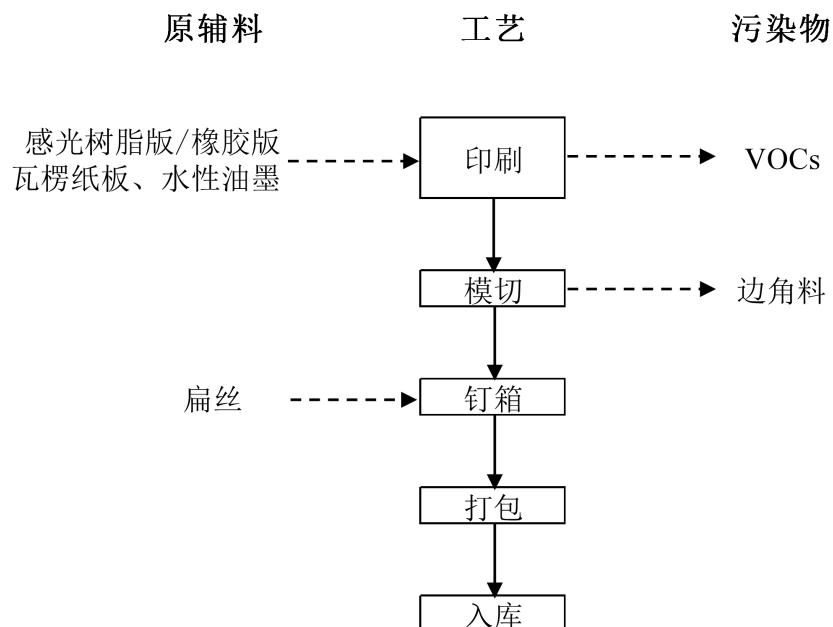 原辅料 工艺 污染物
感光树脂版/橡胶版
瓦楞纸板、水性油墨
印刷
VOCs
模切
边角料
扁丝
钉箱
打包
入库